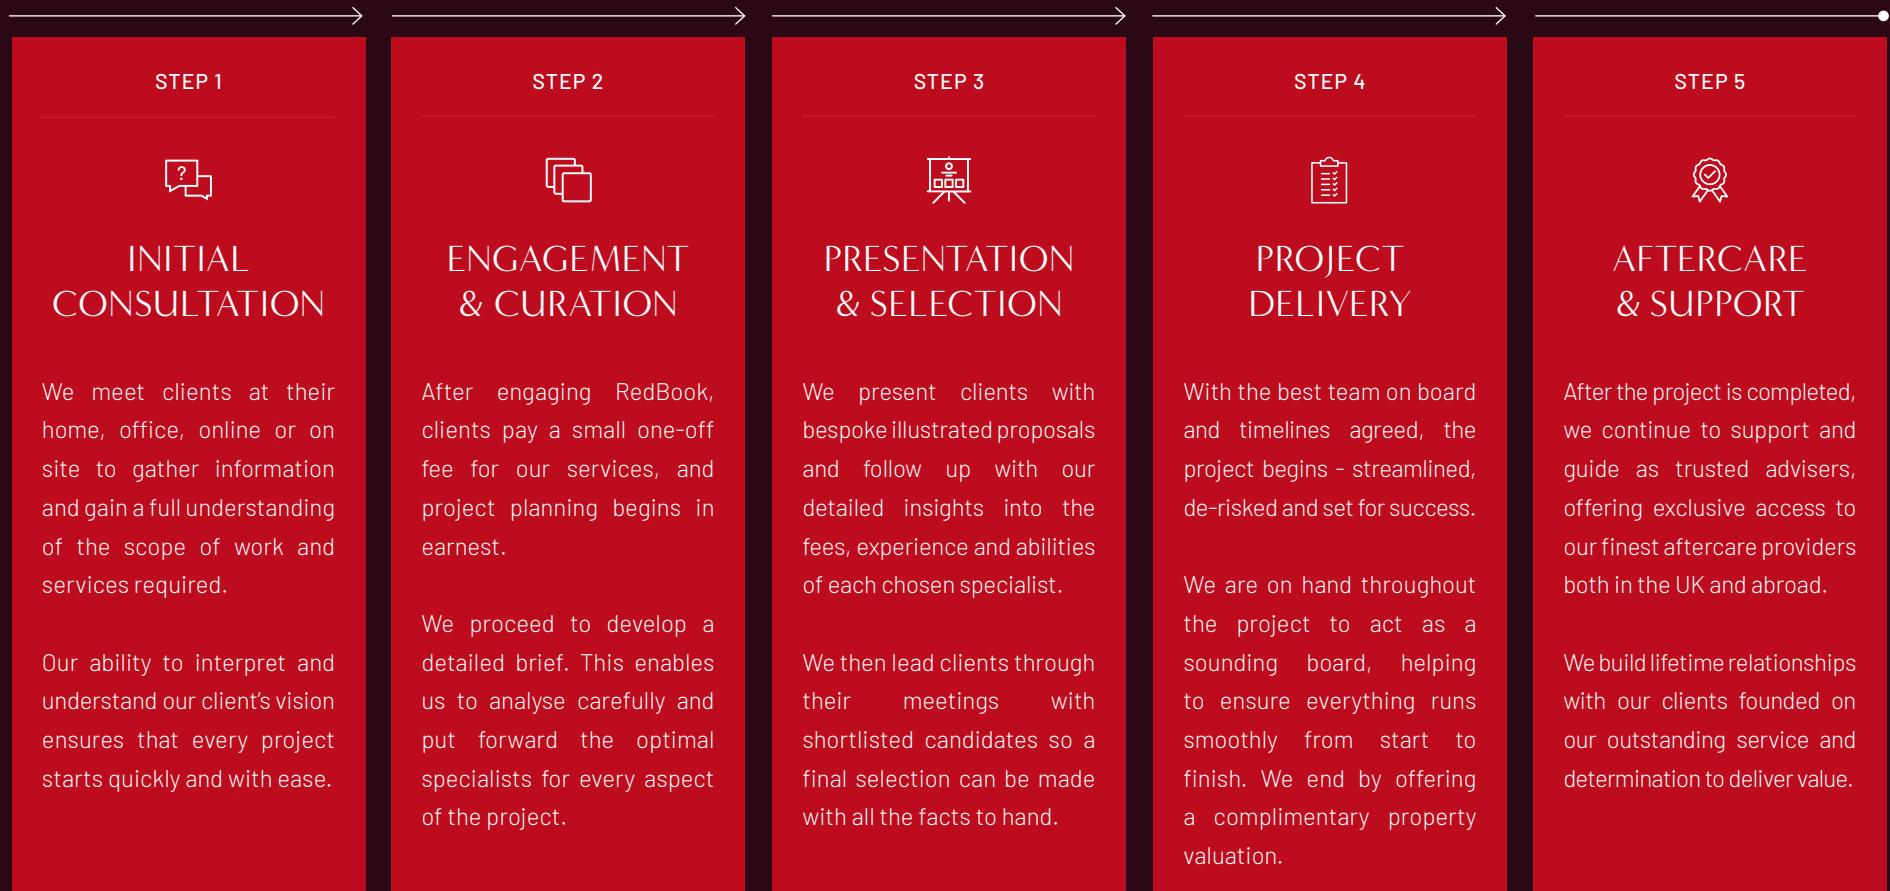 STEP 1
?
INITIAL
CONSULTATION
We meet clients at their
home, office, online or on
site to gather information
and gain a full understanding
of the scope of work and
services required.
Our ability to interpret and
understand our client’s vision
ensures that every project
starts quickly and with ease.
STEP 2
ENGAGEMENT
& CURATION
After engaging RedBook,
clients pay a small one-off
fee for our services, and
project planning begins in
earnest.
We proceed to develop a
detailed brief. This enables
us to analyse carefully and
put forward the optimal
specialists for every aspect
of the project.
STEP 3
PRESENTATION
& SELECTION
We present clients with
bespoke illustrated proposals
and follow up with our
detailed insights into the
fees, experience and abilities
of each chosen specialist.
We then lead clients through
their meetings with
shortlisted candidates so a
final selection can be made
with all the facts to hand.
STEP 4
PROJECT
DELIVERY
With the best team on board
and timelines agreed, the
project begins - streamlined,
de-risked and set for success.
We are on hand throughout
the project to act as a
sounding board, helping
to ensure everything runs
smoothly from start to
finish. We end by offering
a complimentary property
valuation.
STEP 5
AFTERCARE
& SUPPORT
After the project is completed,
we continue to support and
guide as trusted advisers,
offering exclusive access to
our finest aftercare providers
both in the UK and abroad.
We build lifetime relationships
with our clients founded on
our outstanding service and
determination to deliver value.